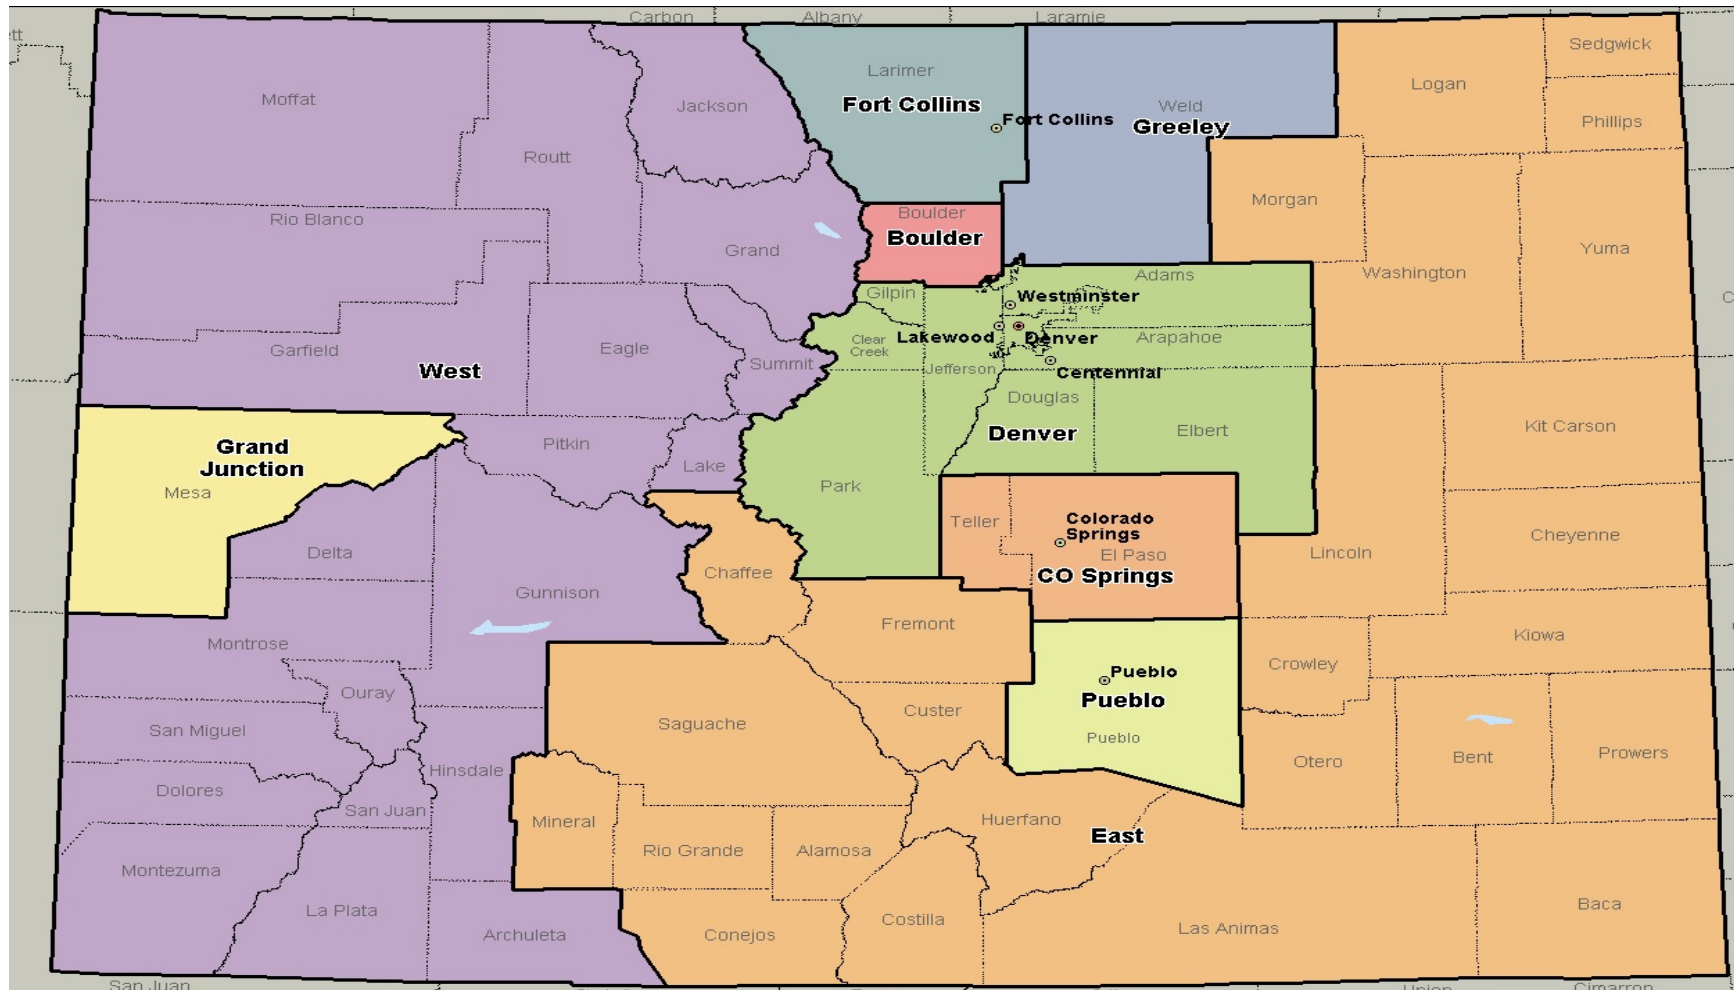 Carbon
Albany
Laramie
ett
Sedgwick
Larimer
Logan
Moffat
Jackson
Fort Collins
Weld
Fort Collins
Greeley
Phillips
Routt
Morgan
Boulder
Rio Blanco
Boulder
Grand
Yuma
Washington
Adams
Gilpin
Westminster
Lakewood
Denver
Arapahoe
Clear
Creek
Garfield
Eagle
Summit
Jefferson
Centennial
West
Douglas
Denver
Elbert
Kit Carson
Grand
Junction
Pitkin
Lake
Mesa
Park
Teller
Colorado
Springs
El Paso
CO Springs
Cheyenne
Lincoln
Delta
Chaffee
Gunnison
Fremont
Kiowa
Montrose
Crowley
Pueblo
Pueblo
Pueblo
Ouray
Custer
Saguache
San Miguel
Otero
Bent
Prowers
Hinsdale
Dolores
San Juan
Mineral
Huerfano
East
Rio Grande
Alamosa
Montezuma
La Plata
Archuleta
Conejos
Costilla
Las Animas
Baca
San Juan
Union
Cimarron